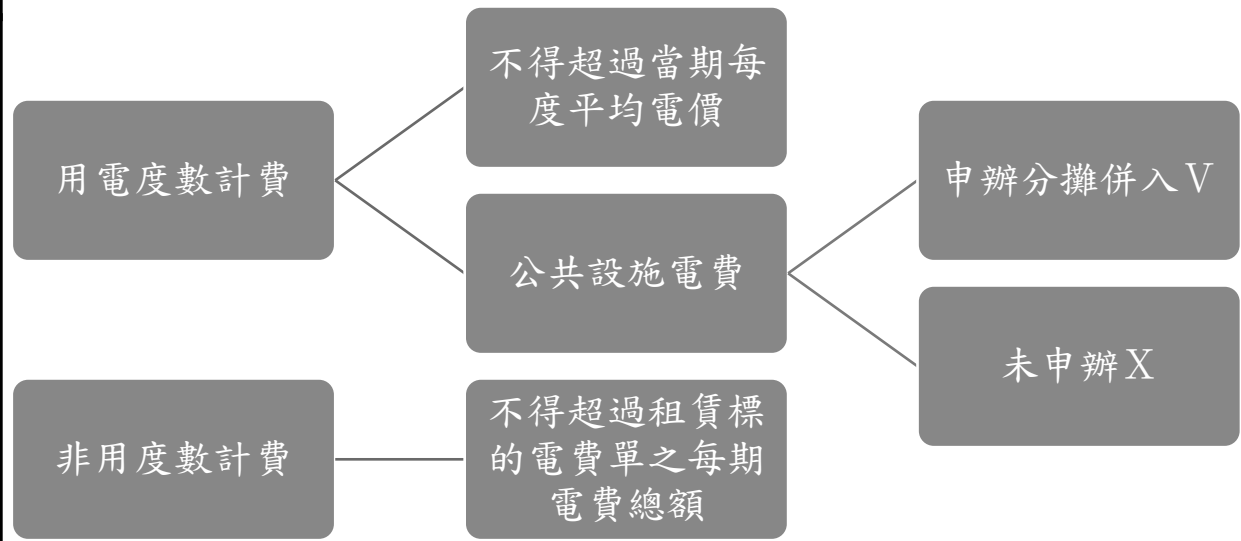 用電度數計費
不得超過當期每
度平均電價
公共設施電費
申辦分攤併入V
未申辦X
非用度數計費
不得超過租賃標
的電費單之每期
電費總額